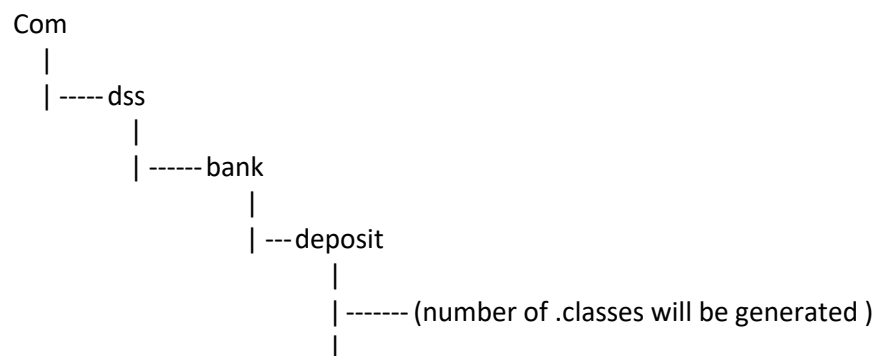 Com
|
|-----dss
|
|------bank
|
|---deposit
|
|-------(number of .classes will be generated )
|